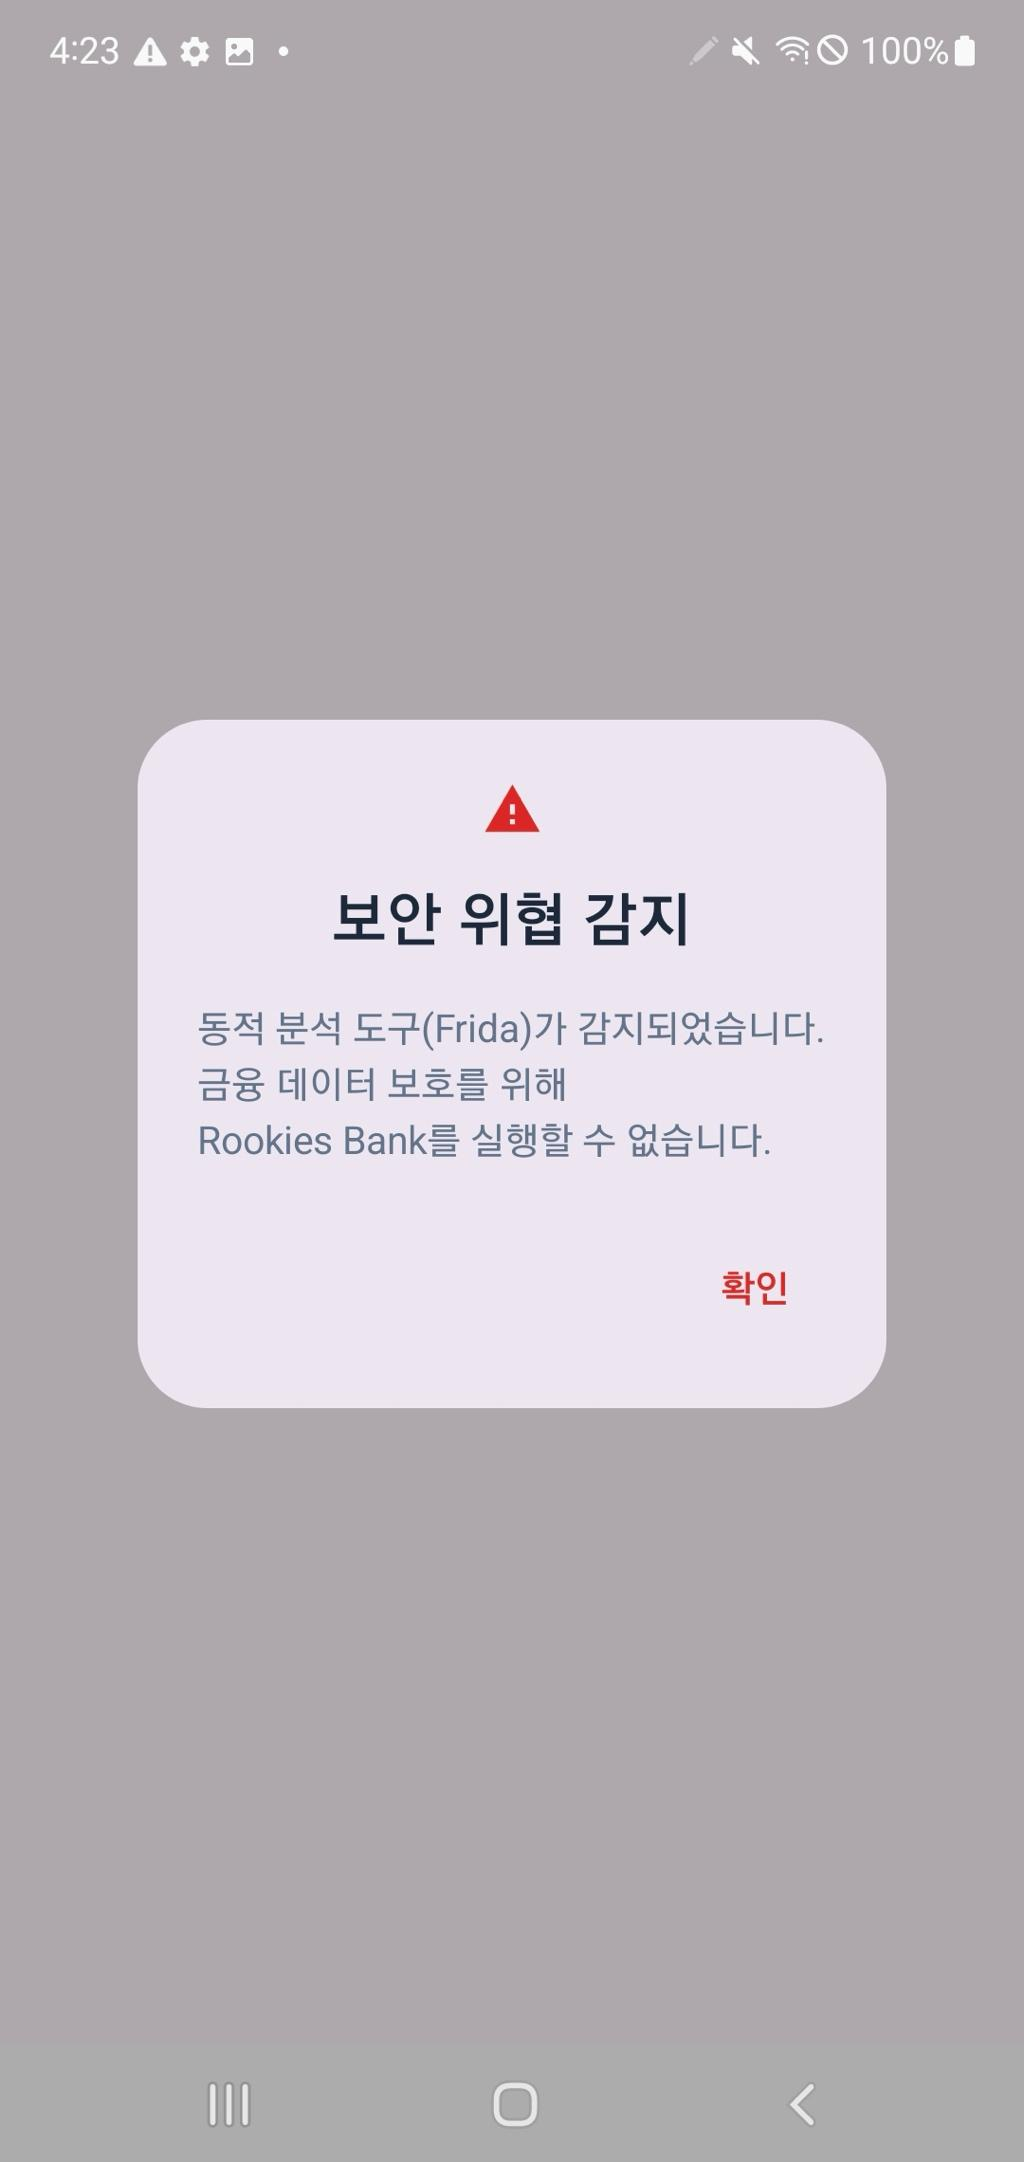 4:23
100%
보안 위협 감지
동적 분석 도구(Frida)가 감지되었습니다.
금융 데이터 보호를 위해
Rookies Bank를 실행할 수 없습니다.
확인